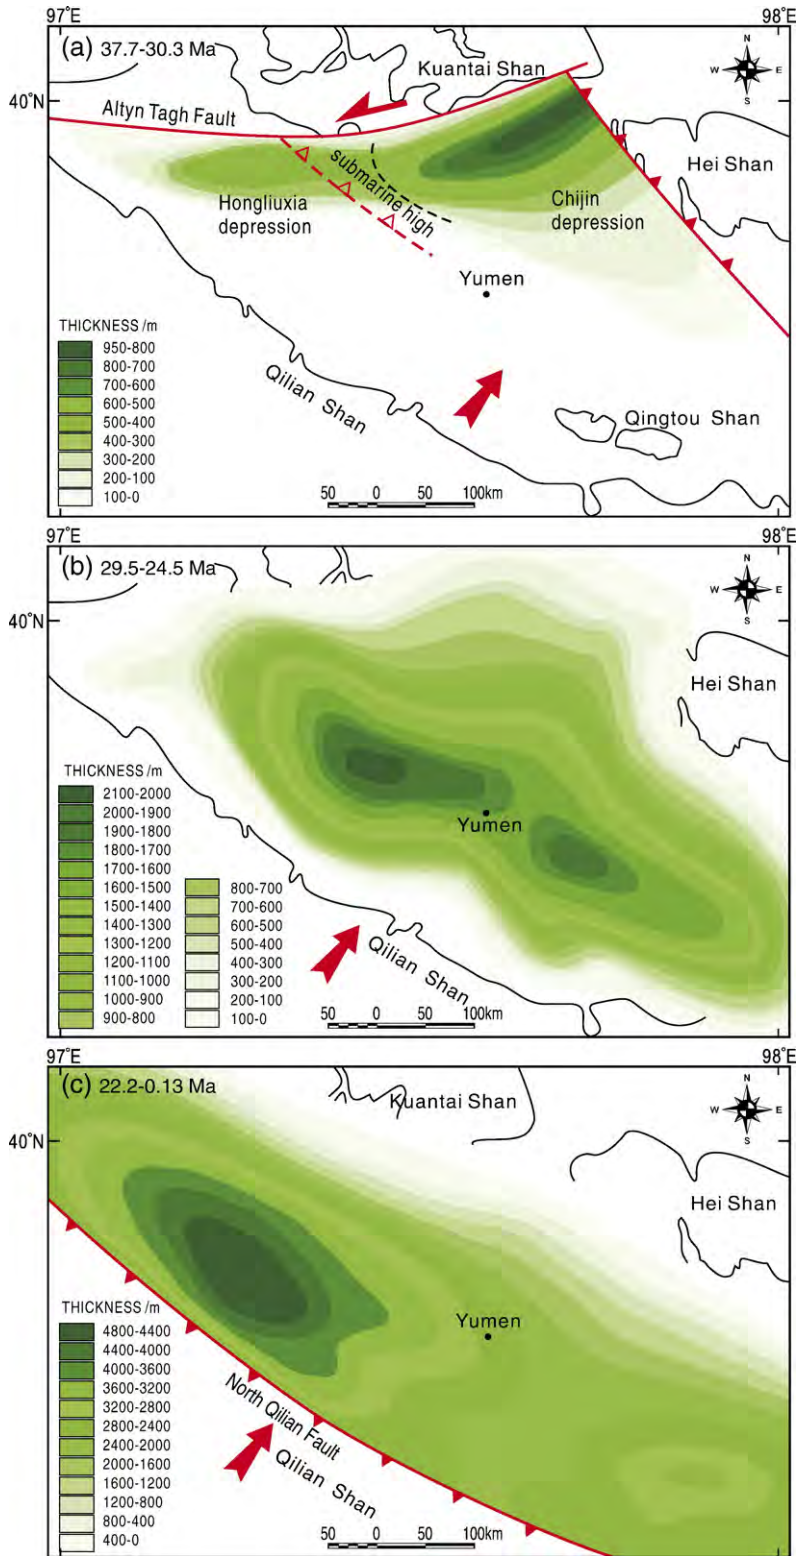 97°E
98°E
(a) 37.7-30.3 Ma
N
W
E
S
Kuantai Shan
40°N
Altyn Tagh Fault
Hei Shan
submarine high
Hongliuxia
depression
Chijin
depression
Yumen
THICKNESS /m
950-800
800-700
700-600
600-500
500-400
400-300
300-200
200-100
100-0
Qilian Shan
Qingtou Shan
50 0 50 100km
97°E
98°E
(b) 29.5-24.5 Ma
N
W
E
S
40°N
Hei Shan
THICKNESS /m
2100-2000
2000-1900
1900-1800
1800-1700
1700-1600
1600-1500
1500-1400
1400-1300
1300-1200
1200-1100
1100-1000
1000-900
900-800
800-700
700-600
600-500
500-400
400-300
300-200
200-100
100-0
Yumen
Qilian Shan
50 0 50 100km
97°E
98°E
(c) 22.2-0.13 Ma
N
W
E
S
Kuantai Shan
40°N
Hei Shan
THICKNESS /m
4800-4400
4400-4000
4000-3600
3600-3200
3200-2800
2800-2400
2400-2000
2000-1600
1600-1200
1200-800
800-400
400-0
Yumen
North Qilian Fault
Qilian Shan
50 0 50 100km